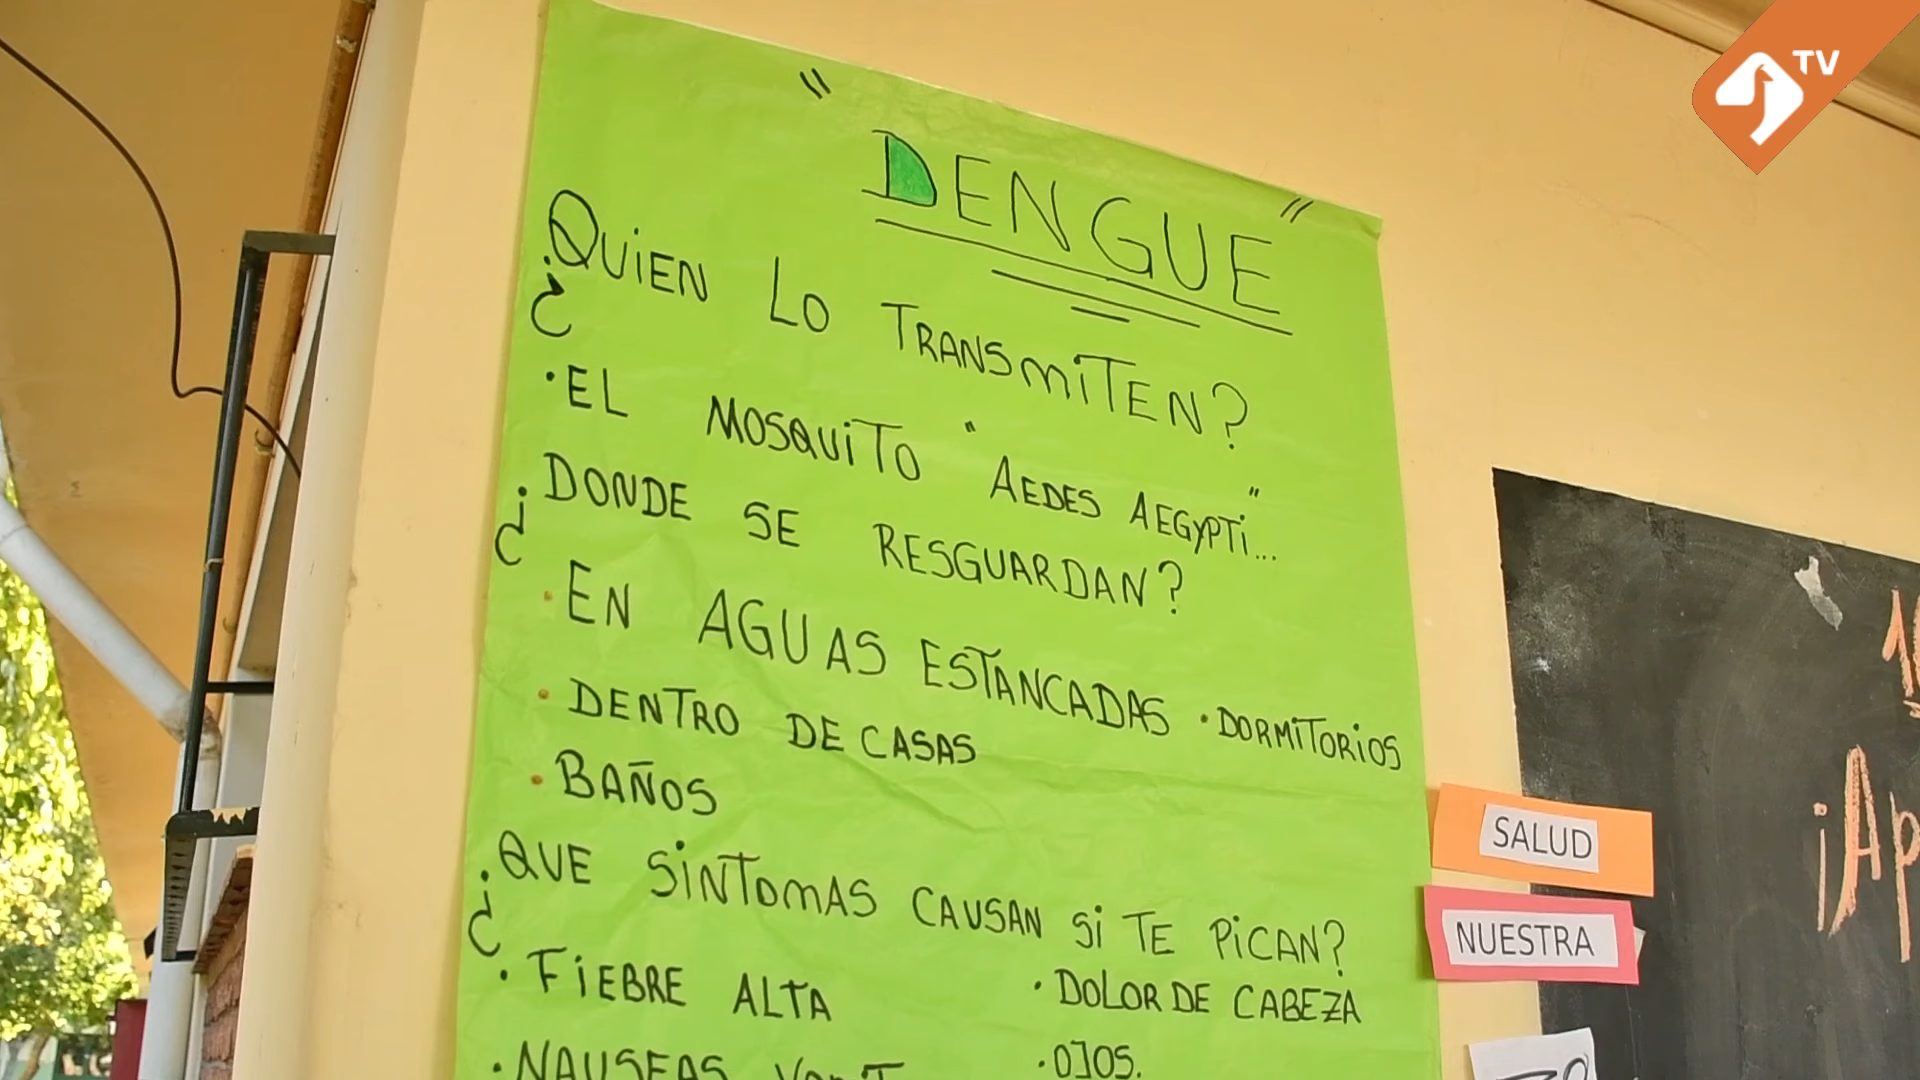 TV
" DENGUE "
¿QUiEN LO TRANSMiTEN?
· EL MOSQUiTO "AEDES AEGYPTi..."
¿DONDE SE RESGUARDAN?
· EN AGUAS ESTANCADAS · DORMiTORiOS
· DENTRO DE CASAS
· BAÑOS
¿QUE SiNTOMAS CAUSAN Si TE PiCAN?
· FiEBRE ALTA · DOLOR DE CABEZA
· NAUSEAS · OJOS.
SALUD
NUESTRA